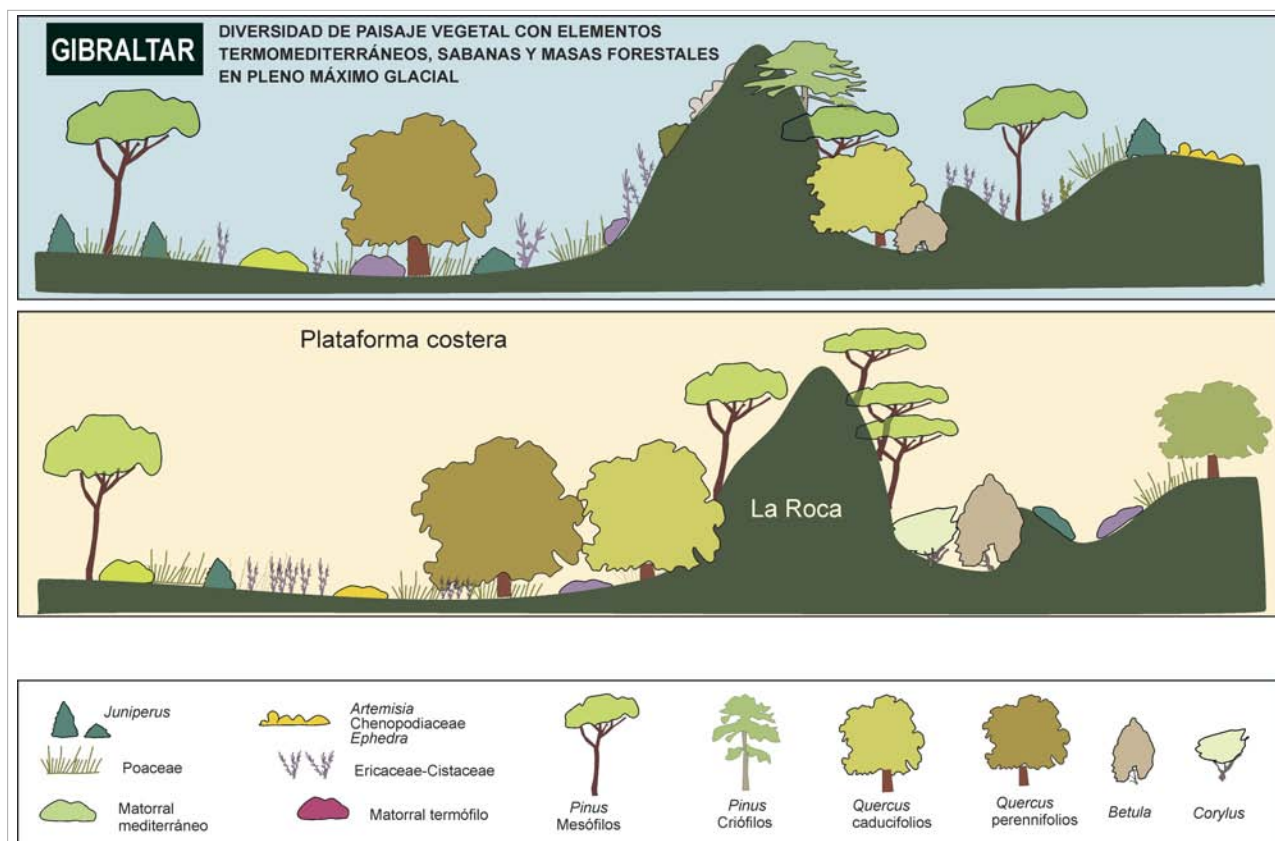 GIBRALTAR
DIVERSIDAD DE PAISAJE VEGETAL CON ELEMENTOS
TERMOMEDITERRÁNEOS, SABANAS Y MASAS FORESTALES
EN PLENO MÁXIMO GLACIAL
Plataforma costera
La Roca
Juniperus
Poaceae
Matorral
mediterráneo
Artemisia
Chenopodiaceae
Ephedra
Ericaceae-Cistaceae
Matorral termófilo
Pinus
Mesófilos
Pinus
Criófilos
Quercus
caducifolios
Quercus
perennifolios
Betula
Corylus